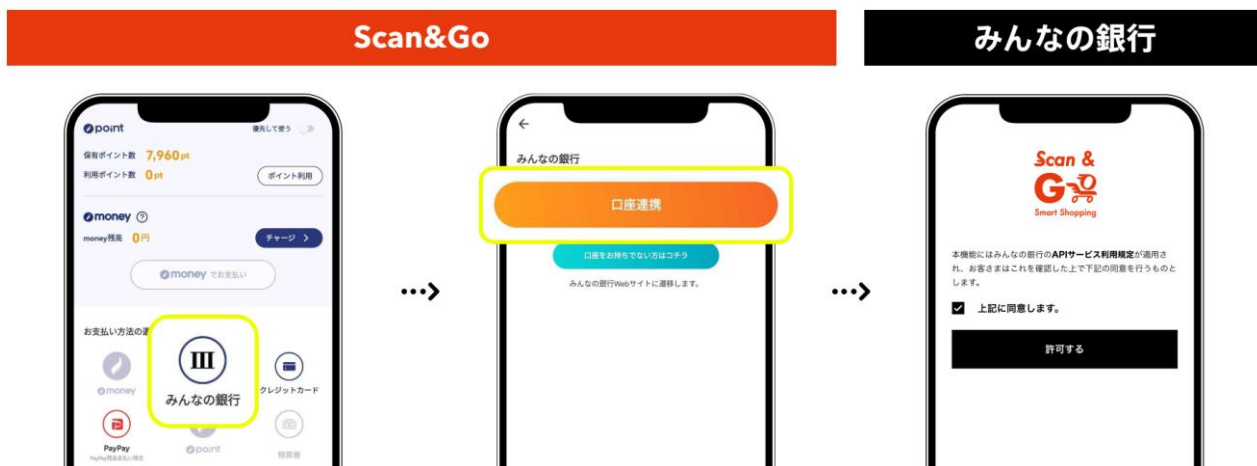 Scan&Go
みんなの銀行
point
優先して使う
保有ポイント数 7,960 pt
利用ポイント数 0 pt
ポイント利用
money ?
money残高 0円
チャージ >
money でお支払い
お支払い方法の選
money
III
みんなの銀行
クレジットカード
PayPay
point
精算機
←
みんなの銀行
口座連携
口座をお持ちでない方はコチラ
みんなの銀行Webサイトに遷移します。
Scan &
GO
Smart Shopping
本機能にはみんなの銀行のAPIサービス利用規定が適用さ
れ、お客さまはこれを確認した上で下記の同意を行うものと
します。
上記に同意します。
許可する